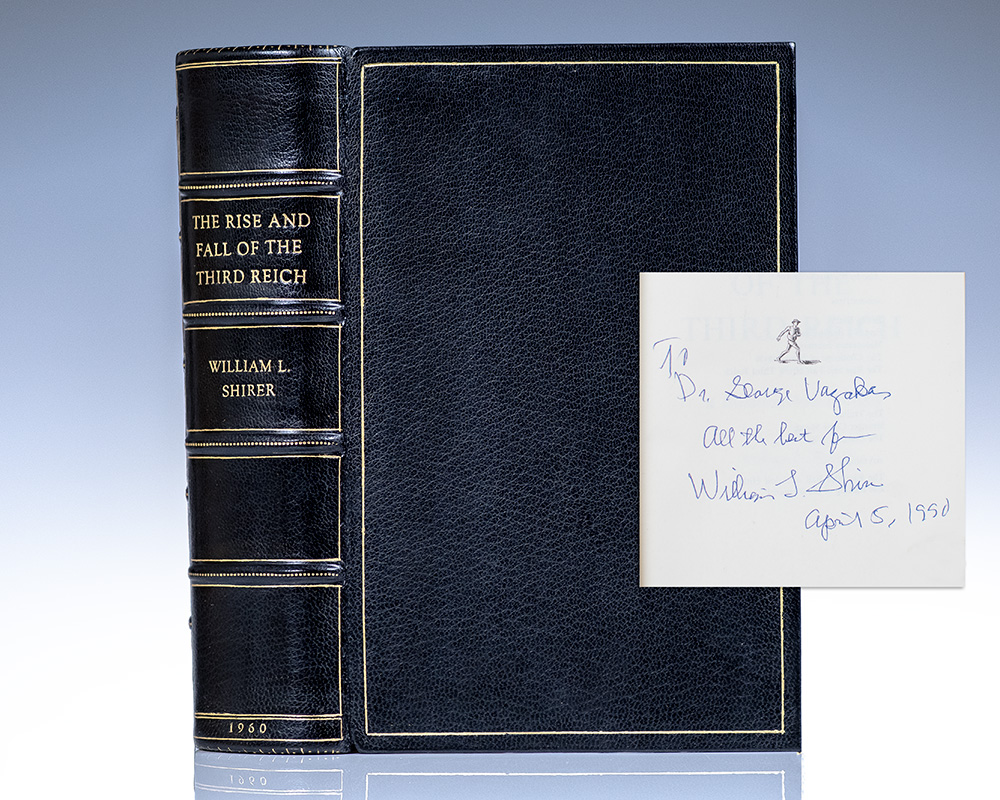 THE RISE AND
FALL OF THE
THIRD REICH
WILLIAM L.
SHIRER
1960
To
Dr. George Vagakas
All the best from
William L. Shirer
April 5, 1990